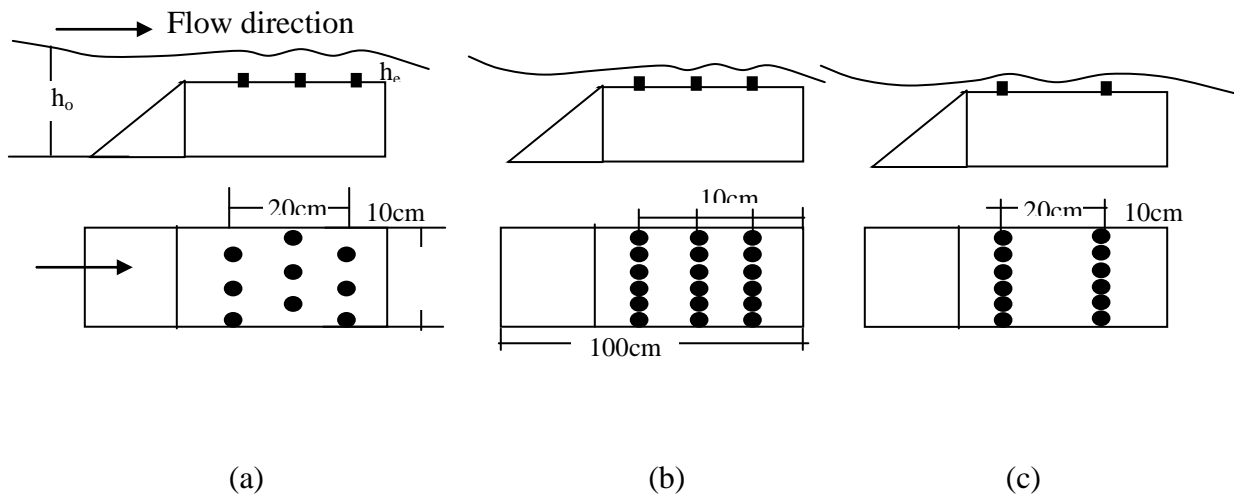 Flow direction
hₒ
hₑ
20cm
10cm
10cm
100cm
20cm
10cm
(a)
(b)
(c)